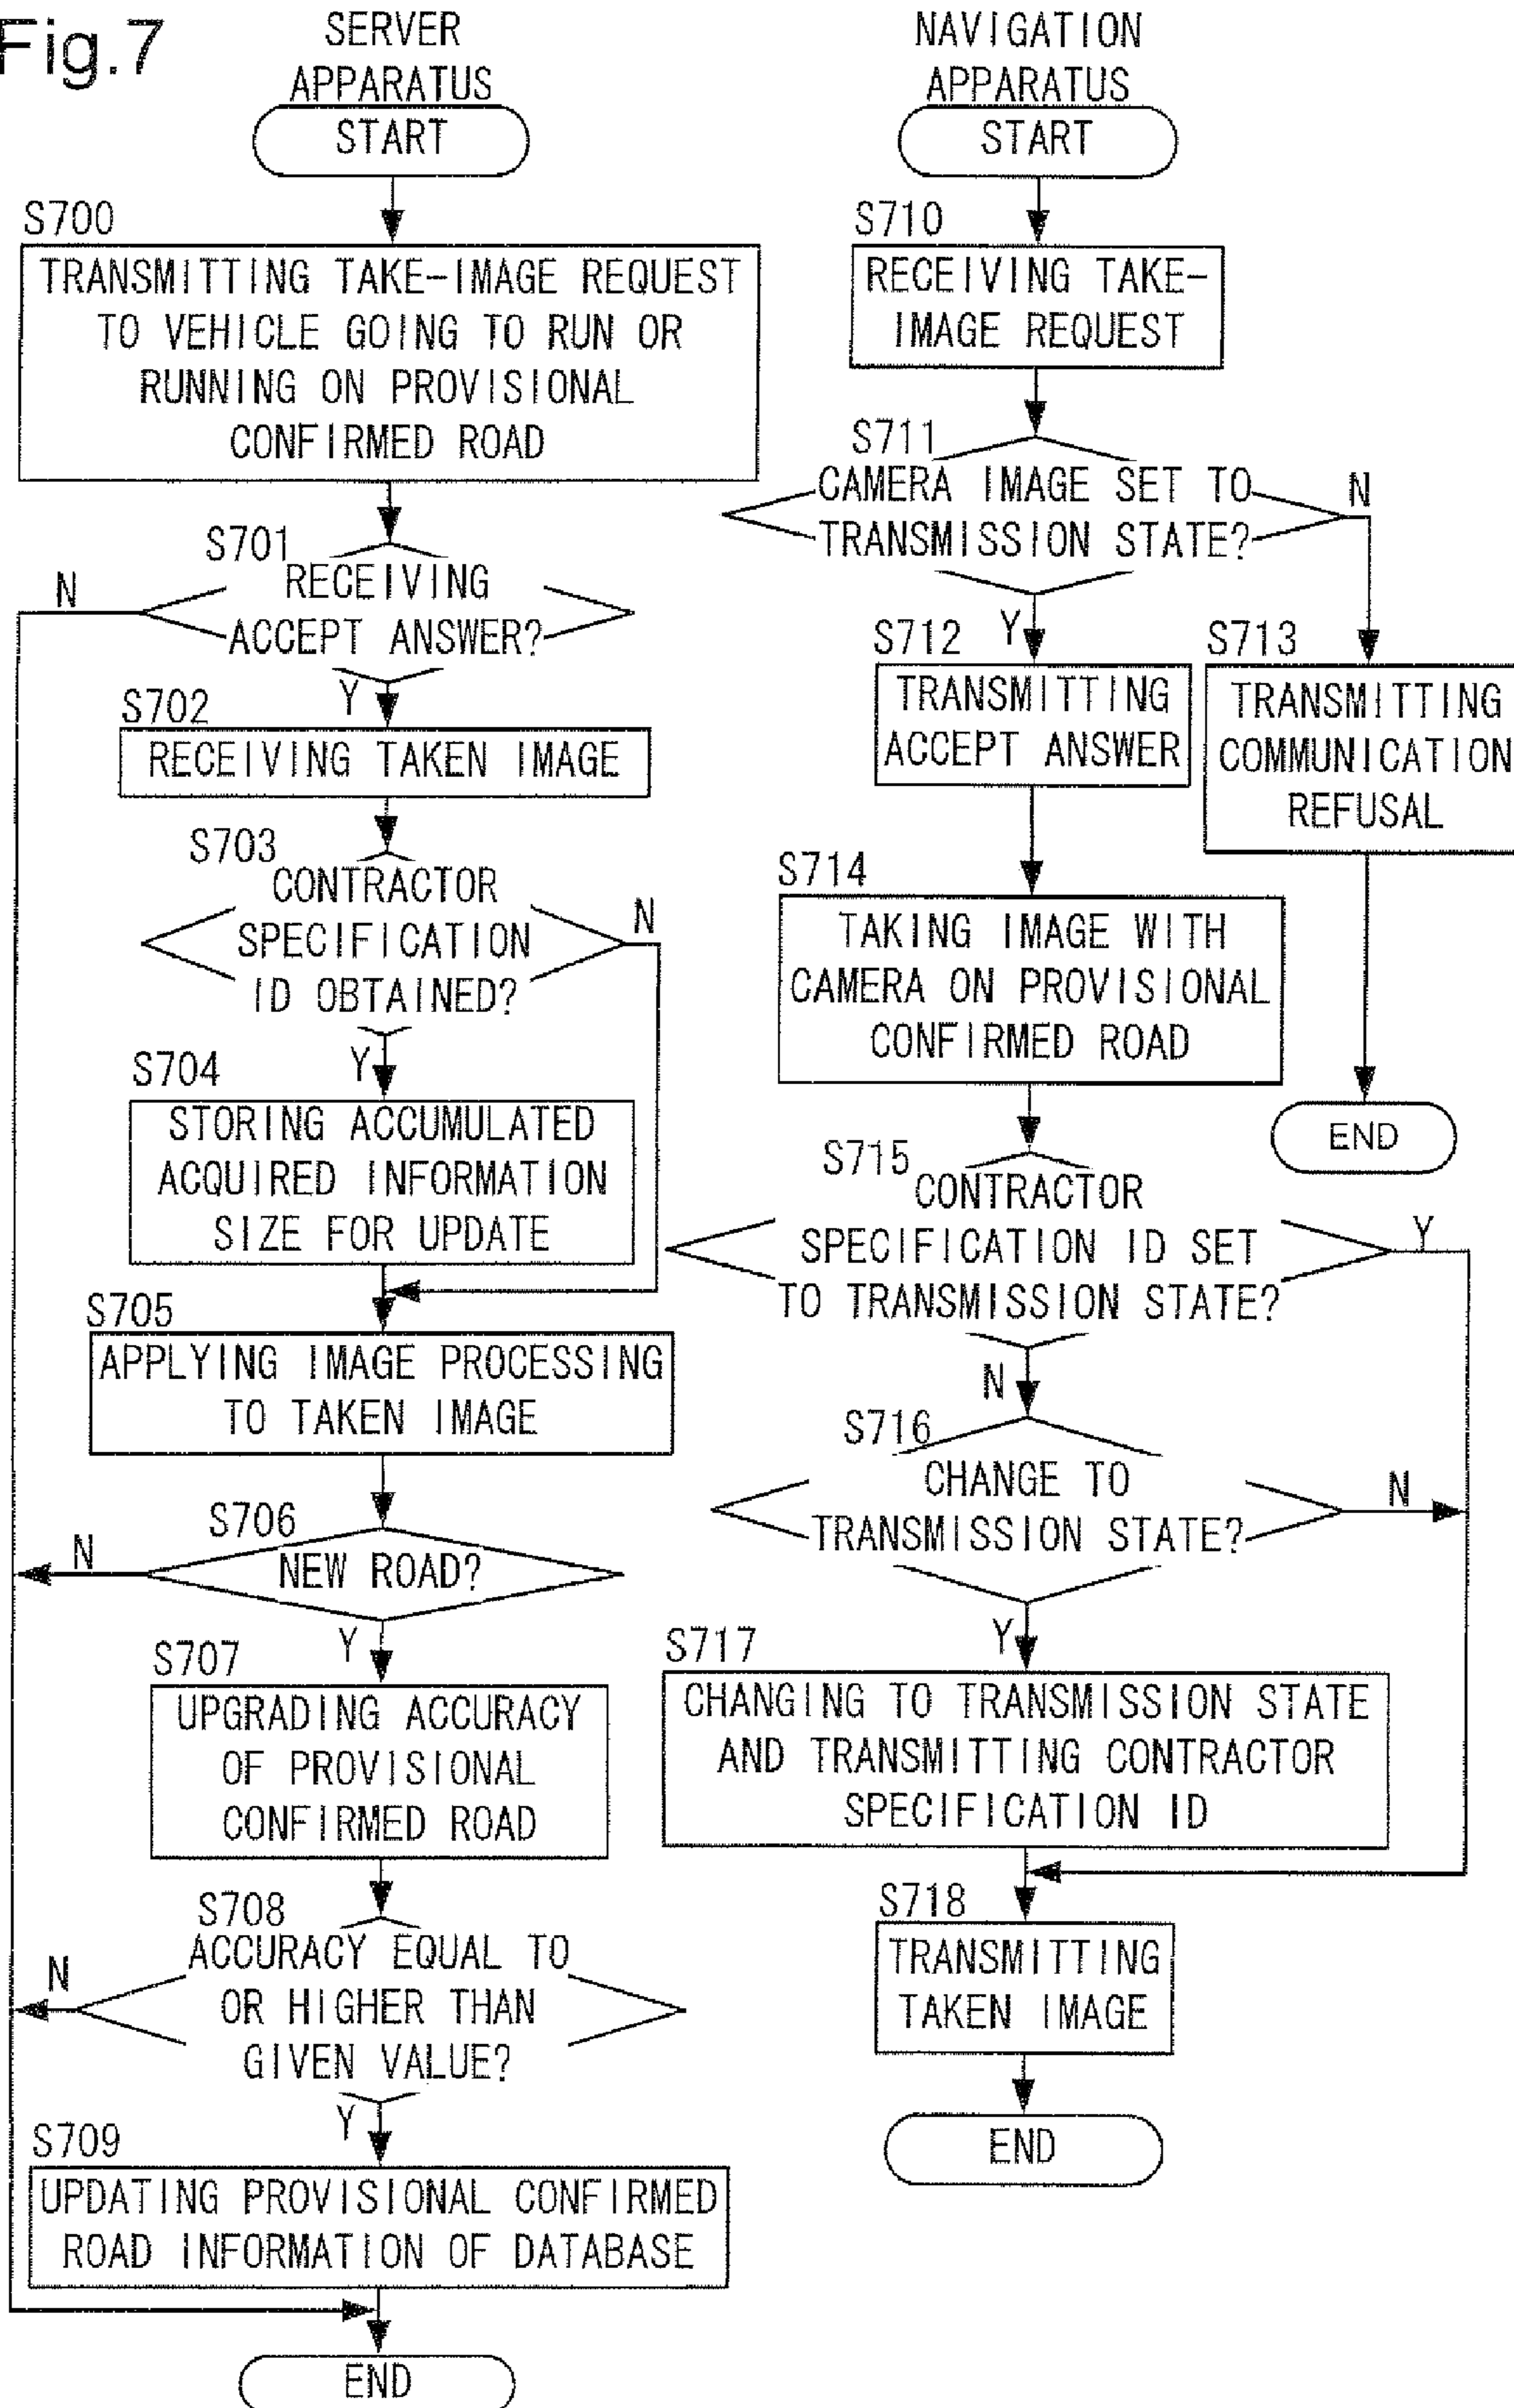 Fig.7
SERVER
APPARATUS
START
S700
TRANSMITTING TAKE-IMAGE REQUEST
TO VEHICLE GOING TO RUN OR
RUNNING ON PROVISIONAL
CONFIRMED ROAD
S701
RECEIVING
ACCEPT ANSWER?
N
Y
S702
RECEIVING TAKEN IMAGE
S703
CONTRACTOR
SPECIFICATION
ID OBTAINED?
N
Y
S704
STORING ACCUMULATED
ACQUIRED INFORMATION
SIZE FOR UPDATE
S705
APPLYING IMAGE PROCESSING
TO TAKEN IMAGE
S706
NEW ROAD?
N
Y
S707
UPGRADING ACCURACY
OF PROVISIONAL
CONFIRMED ROAD
S708
ACCURACY EQUAL TO
OR HIGHER THAN
GIVEN VALUE?
N
Y
S709
UPDATING PROVISIONAL CONFIRMED
ROAD INFORMATION OF DATABASE
END
NAVIGATION
APPARATUS
START
S710
RECEIVING TAKE-
IMAGE REQUEST
S711
CAMERA IMAGE SET TO
TRANSMISSION STATE?
N
Y
S712
TRANSMITTING
ACCEPT ANSWER
S713
TRANSMITTING
COMMUNICATION
REFUSAL
END
S714
TAKING IMAGE WITH
CAMERA ON PROVISIONAL
CONFIRMED ROAD
S715
CONTRACTOR
SPECIFICATION ID SET
TO TRANSMISSION STATE?
Y
N
S716
CHANGE TO
TRANSMISSION STATE?
N
Y
S717
CHANGING TO TRANSMISSION STATE
AND TRANSMITTING CONTRACTOR
SPECIFICATION ID
S718
TRANSMITTING
TAKEN IMAGE
END